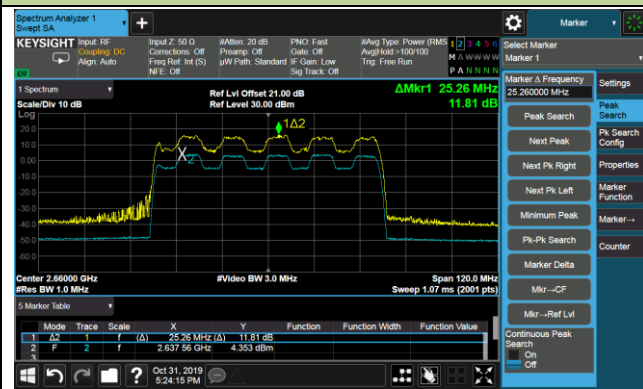 Spectrum Analyzer 1
Swept SA
+
Marker
KEYSIGHT
Input: RF
Coupling: DC
Align: Auto
Input Z: 50 Ω
Corrections: Off
Freq Ref: Int (S)
NFE: Off
#Atten: 20 dB
Preamp: Off
µW Path: Standard
PNO: Fast
Gate: Off
IF Gain: Low
Sig Track: Off
#Avg Type: Power (RMS
Avg|Hold:>100/100
Trig: Free Run
1 2 3 4 5 6
M A W W W W
P A N N N N
Select Marker
Marker 1
1 Spectrum
Scale/Div 10 dB
Log
Ref Lvl Offset 21.00 dB
Ref Level 30.00 dBm
ΔMkr1 25.26 MHz
11.81 dB
1Δ2
X2
20.0
10.0
0.00
-10.0
-20.0
-30.0
-40.0
-50.0
-60.0
Center 2.66000 GHz
#Res BW 1.0 MHz
#Video BW 3.0 MHz
Span 120.0 MHz
Sweep 1.07 ms (2001 pts)
5 Marker Table
Mode Trace Scale X Y Function Function Width Function Value
1 Δ2 1 f (Δ) 25.26 MHz (Δ) 11.81 dB
2 F 2 f 2.637 56 GHz 4.353 dBm
3
Marker Δ Frequency
25.260000 MHz
Peak Search
Next Peak
Next Pk Right
Next Pk Left
Minimum Peak
Pk-Pk Search
Marker Delta
Mkr→CF
Mkr→Ref Lvl
Continuous Peak
Search
On
Off
Settings
Peak
Search
Pk Search
Config
Properties
Marker
Function
Marker→
Counter
?
Oct 31, 2019
5:24:15 PM